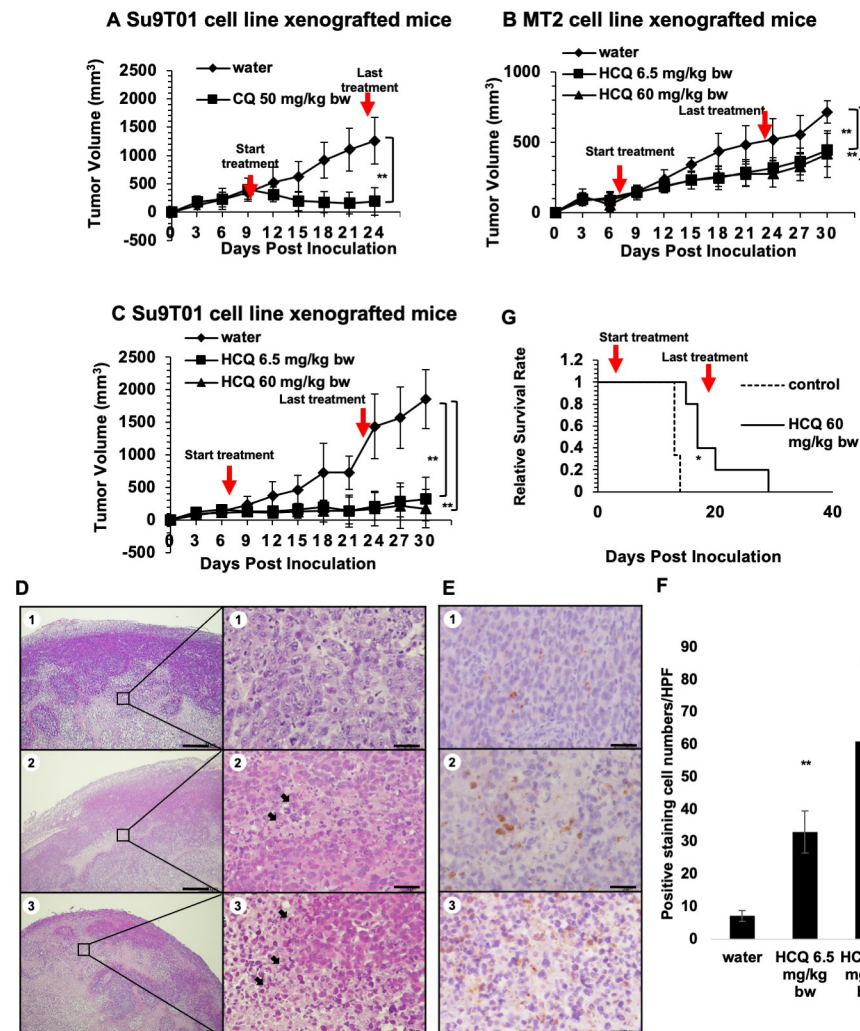 A Su9T01 cell line xenografted mice
Tumor Volume (mm³)
2500
2000
1500
1000
500
0
-500
water
CQ 50 mg/kg bw
Start
treatment
Last
treatment
**
0 3 6 9 12 15 18 21 24
Days Post Inoculation
B MT2 cell line xenografted mice
Tumor Volume (mm³)
1000
500
0
water
HCQ 6.5 mg/kg bw
HCQ 60 mg/kg bw
Last treatment
Start treatment
**
**
0 3 6 9 12 15 18 21 24 27 30
Days Post Inoculation
C Su9T01 cell line xenografted mice
Tumor Volume (mm³)
2500
2000
1500
1000
500
0
-500
water
HCQ 6.5 mg/kg bw
HCQ 60 mg/kg bw
Last treatment
Start treatment
**
**
0 3 6 9 12 15 18 21 24 27 30
Days Post Inoculation
G
Start treatment
Last treatment
Relative Survival Rate
1.2
1
0.8
0.6
0.4
0.2
0
control
HCQ 60
mg/kg bw
*
0 20 40
Days Post Inoculation
D
1
1
2
2
3
3
E
1
2
3
F
Positive staining cell numbers/HPF
90
80
70
60
50
40
30
20
10
0
**
water
HCQ 6.5
mg/kg
bw